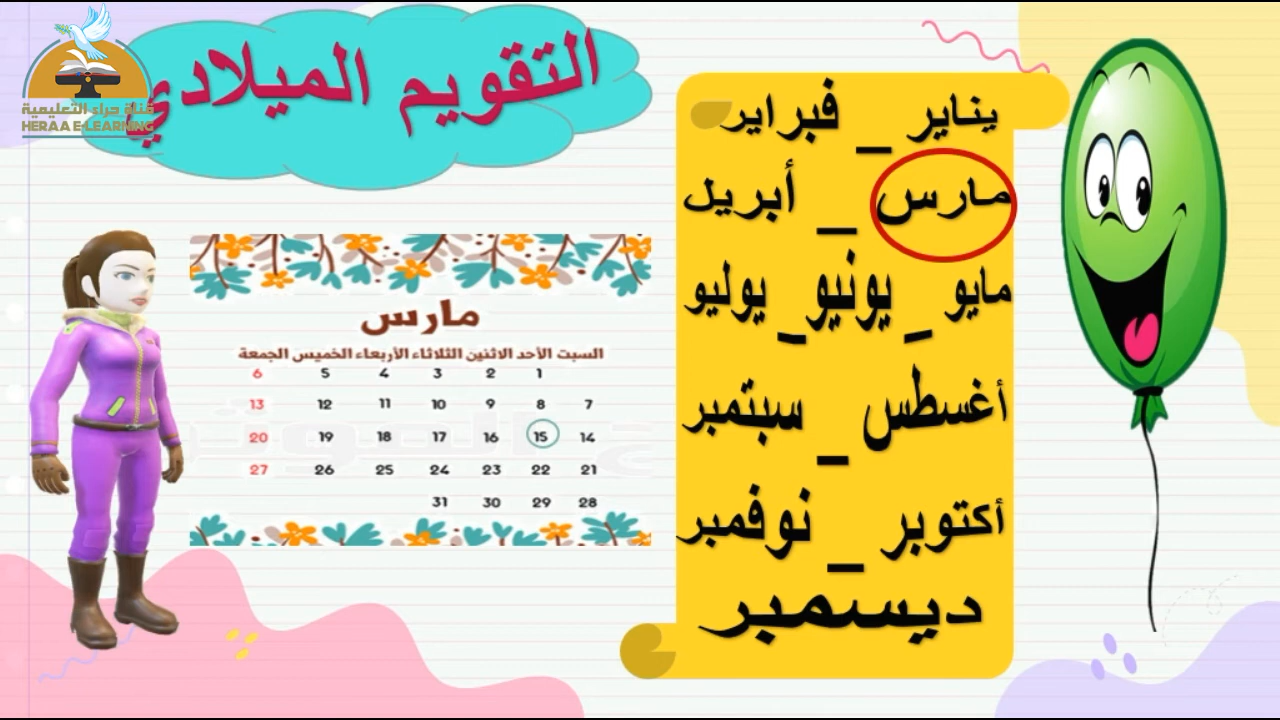 التقويم الميلادي
قناة حراء التعليمية
HERAA E-LEARNING
يناير _ فبراير
مارس _ أبريل
مايو _ يونيو _ يوليو
أغسطس _ سبتمبر
أكتوبر _ نوفمبر
ديسمبر
مارس
السبت الأحد الاثنين الثلاثاء الأربعاء الخميس الجمعة
1 2 3 4 5 6
7 8 9 10 11 12 13
14 15 16 17 18 19 20
21 22 23 24 25 26 27
28 29 30 31